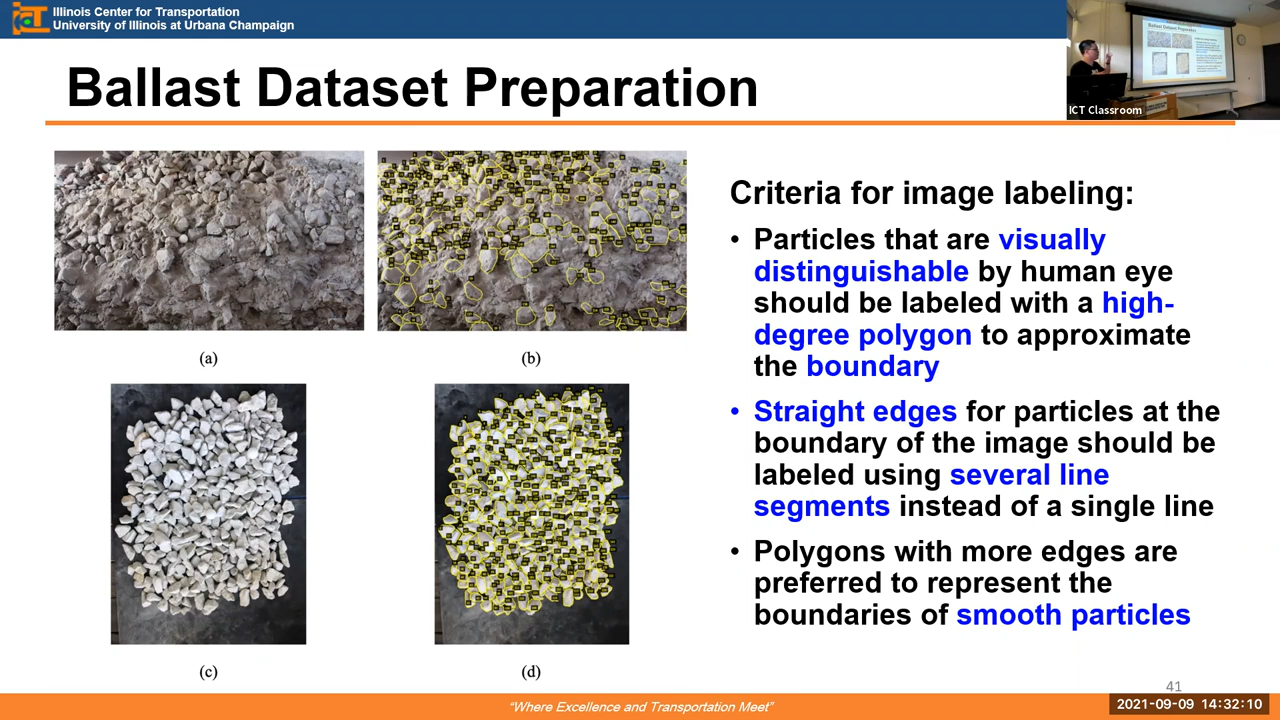 Illinois Center for Transportation
University of Illinois at Urbana Champaign
Ballast Dataset Preparation
ICT Classroom
(a)
(b)
(c)
(d)
Criteria for image labeling:
• Particles that are visually
distinguishable by human eye
should be labeled with a high-
degree polygon to approximate
the boundary
• Straight edges for particles at the
boundary of the image should be
labeled using several line
segments instead of a single line
• Polygons with more edges are
preferred to represent the
boundaries of smooth particles
41
"Where Excellence and Transportation Meet"
2021-09-09 14:32:10